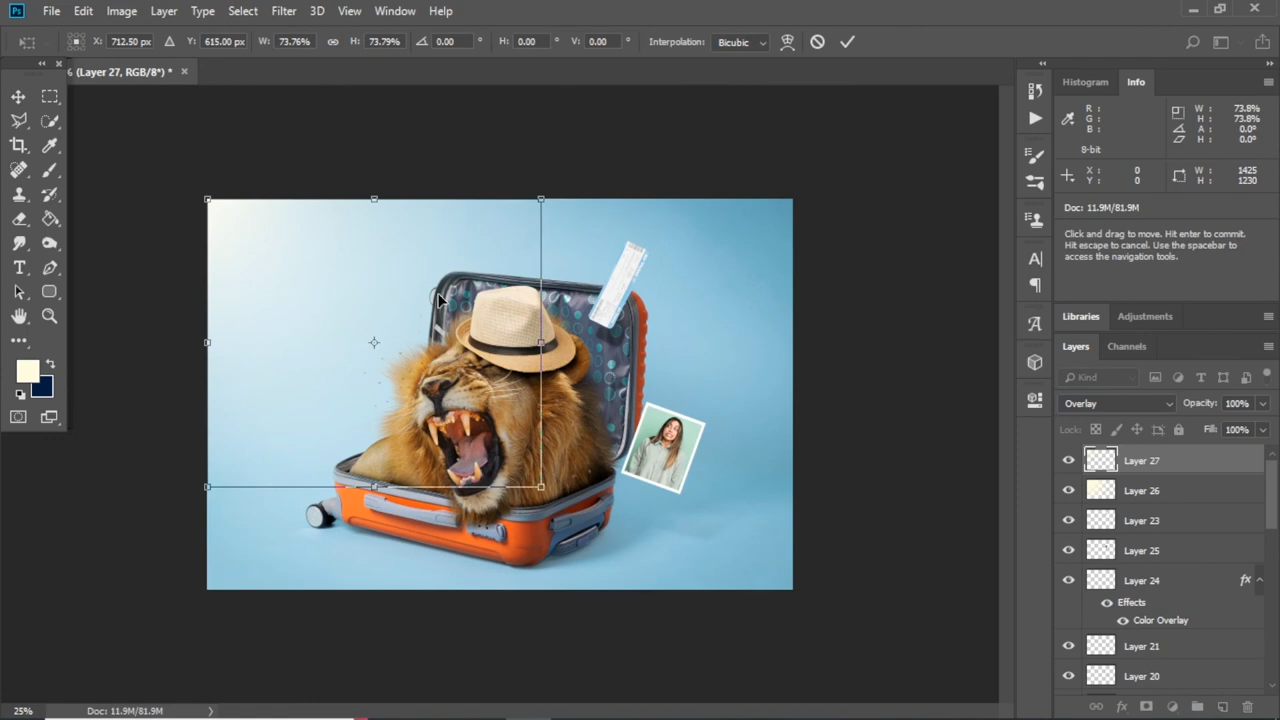 Ps File Edit Image Layer Type Select Filter 3D View Window Help
X: 712.50 px Y: 615.00 px W: 73.76% H: 73.79% 0.00 ° H: 0.00 ° V: 0.00 ° Interpolation: Bicubic
% (Layer 27, RGB/8*) * ×
Histogram Info
R : W : 73.8%
G : H : 73.8%
B : A : 0.0°
H : 0.0°
8-bit
X : 0 W : 1425
Y : 0 H : 1230
Doc: 11.9M/81.9M
Click and drag to move. Hit enter to commit.
Hit escape to cancel. Use the spacebar to
access the navigation tools.
Libraries Adjustments
Layers Channels
Kind
Overlay Opacity: 100%
Lock: Fill: 100%
Layer 27
Layer 26
Layer 23
Layer 25
Layer 24 fx
Effects
Color Overlay
Layer 21
Layer 20
25% Doc: 11.9M/81.9M
fx